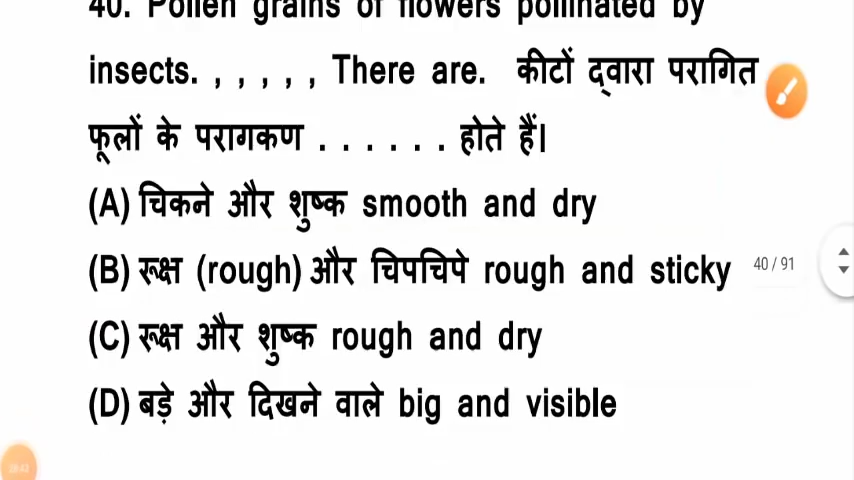 40. Pollen grains of flowers pollinated by
insects. , , , , , There are. कीटों द्वारा परागित
फूलों के परागकण . . . . . . होते हैं।
(A) चिकने और शुष्क smooth and dry
(B) रूक्ष (rough) और चिपचिपे rough and sticky
40 / 91
(C) रूक्ष और शुष्क rough and dry
(D) बड़े और दिखने वाले big and visible